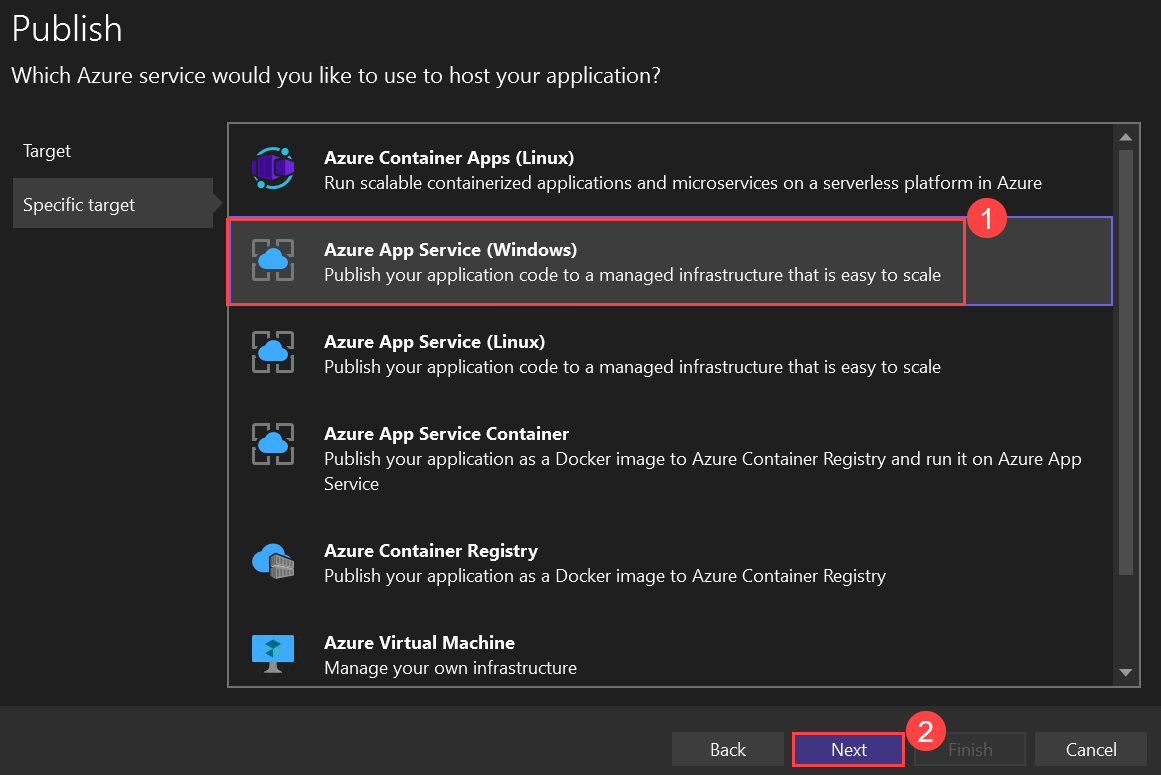 Publish
Which Azure service would you like to use to host your application?
Target
Specific target
Azure Container Apps (Linux)
Run scalable containerized applications and microservices on a serverless platform in Azure
1
Azure App Service (Windows)
Publish your application code to a managed infrastructure that is easy to scale
Azure App Service (Linux)
Publish your application code to a managed infrastructure that is easy to scale
Azure App Service Container
Publish your application as a Docker image to Azure Container Registry and run it on Azure App
Service
Azure Container Registry
Publish your application as a Docker image to Azure Container Registry
Azure Virtual Machine
Manage your own infrastructure
2
Back
Next
Finish
Cancel